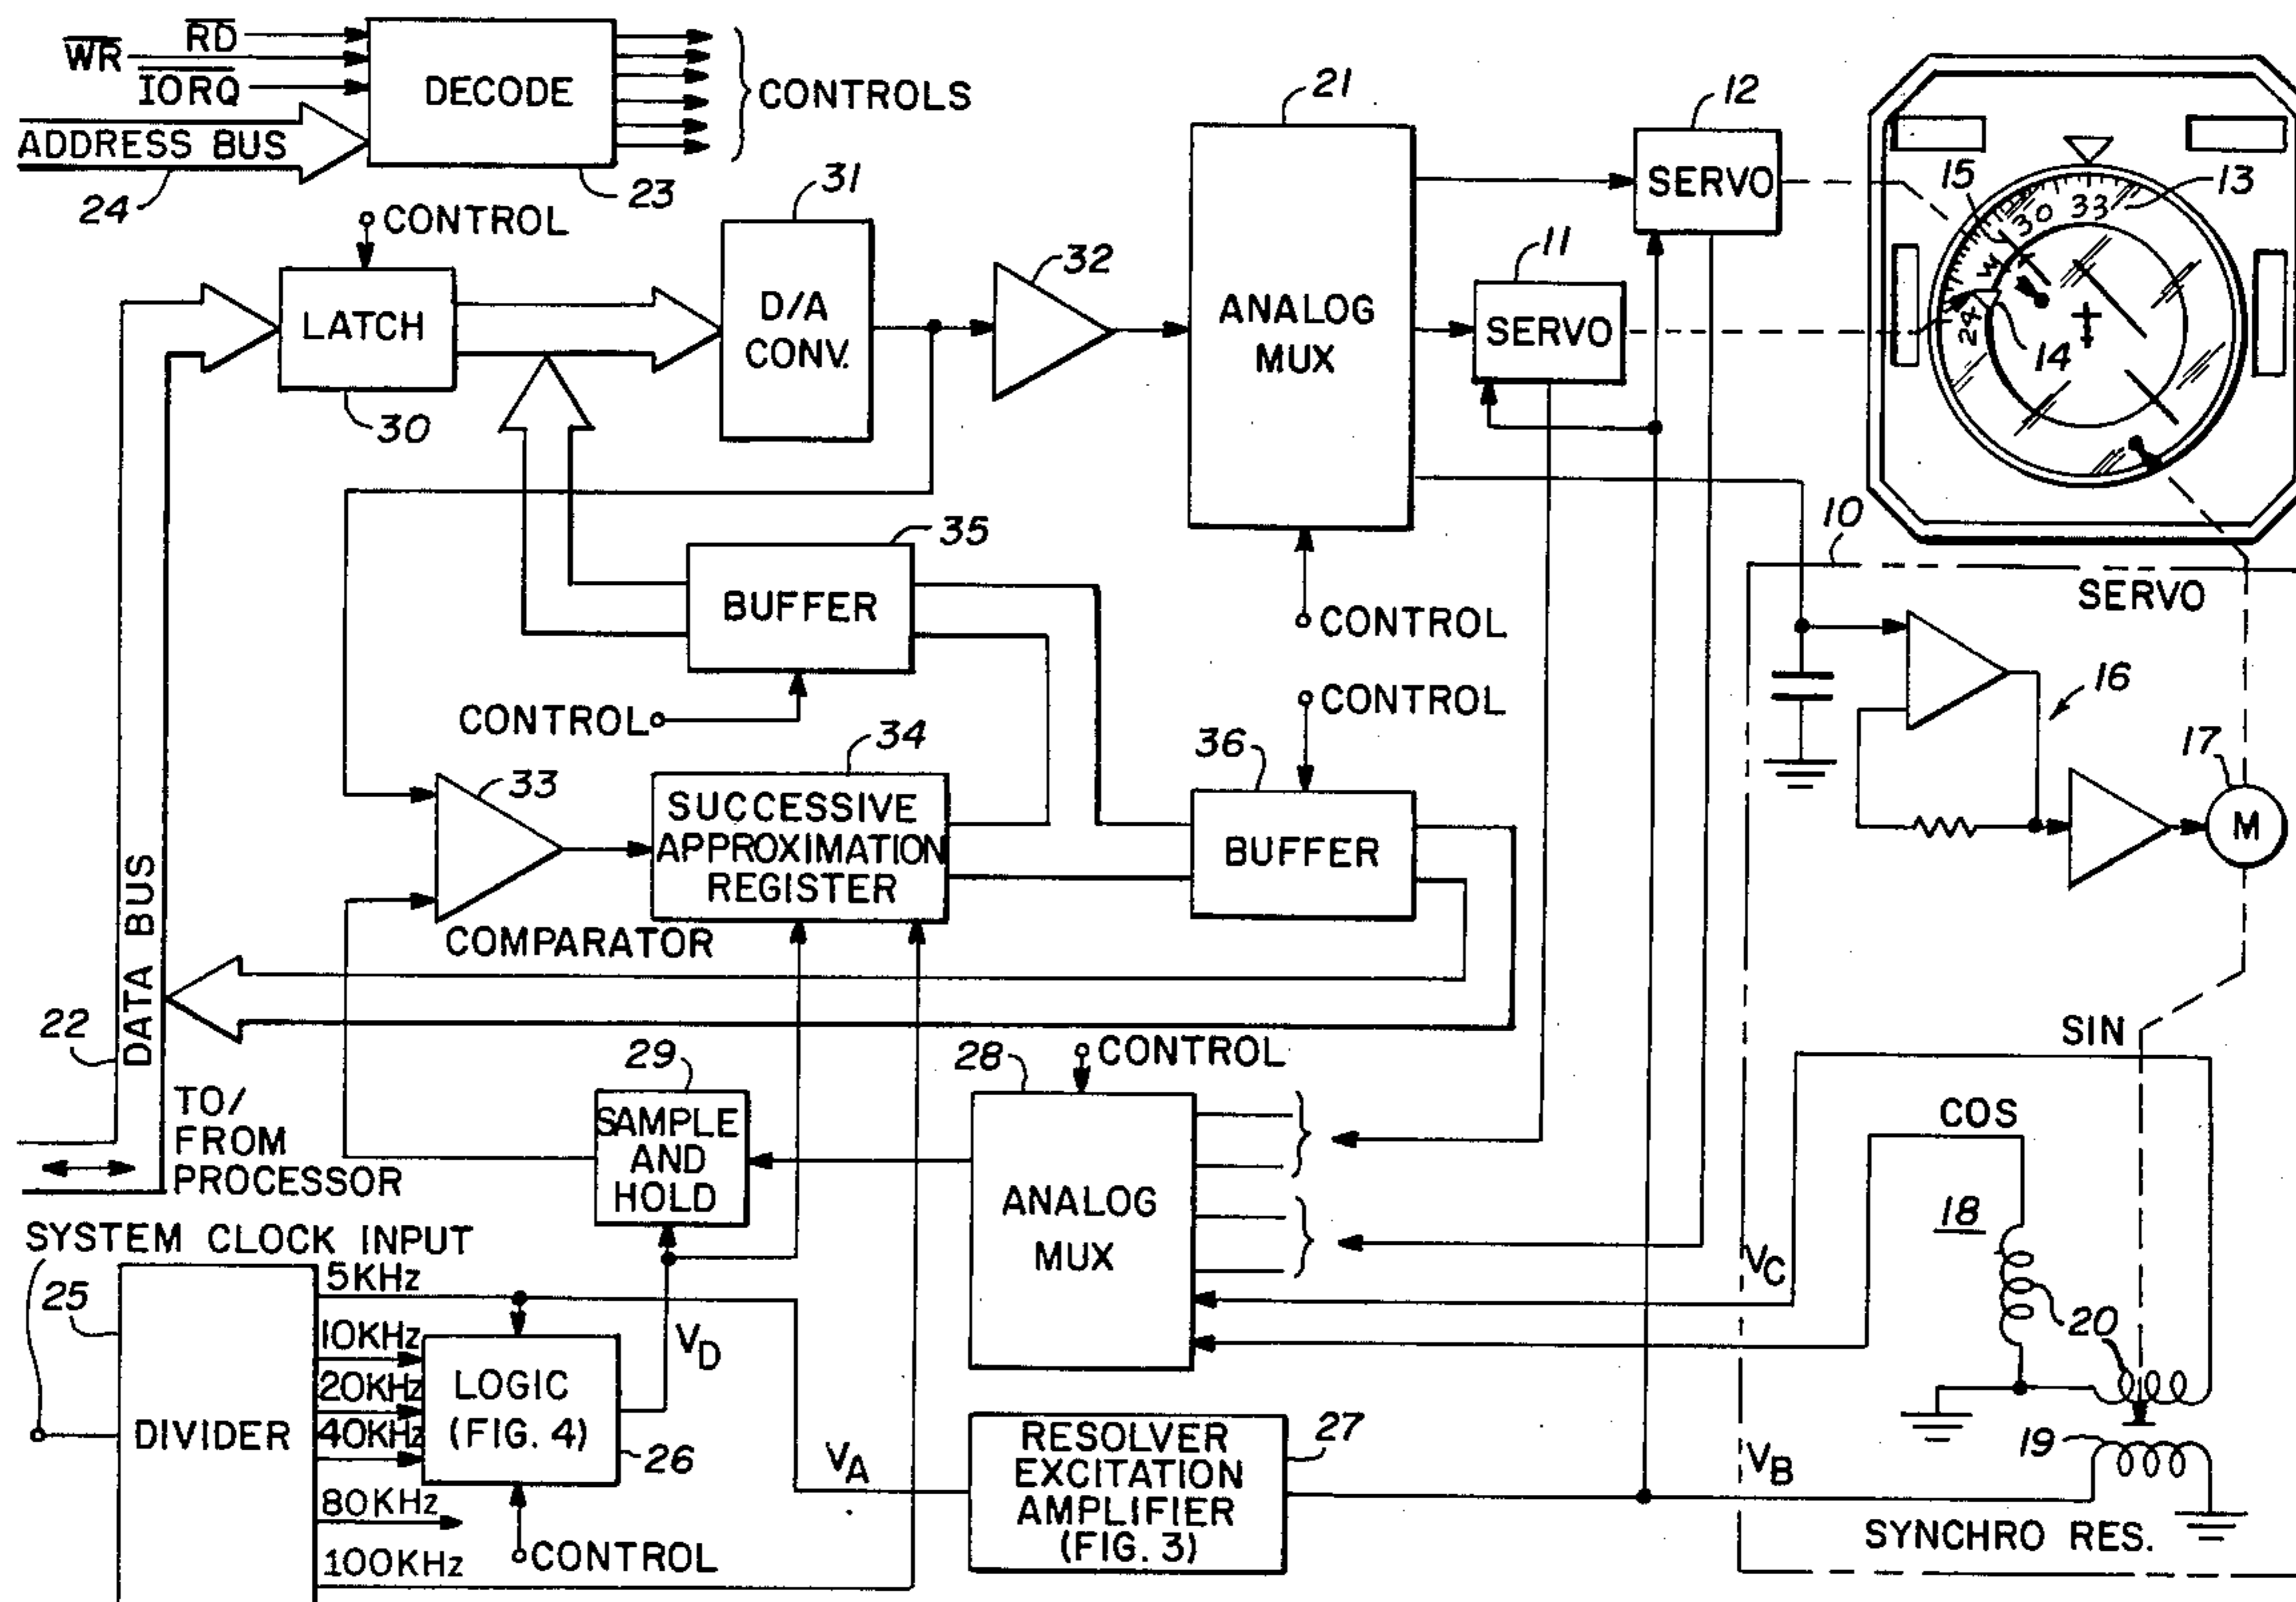 RD
WR
IORQ
ADDRESS BUS
24
DECODE
23
CONTROLS
CONTROL
LATCH
30
31
D/A
CONV.
32
21
ANALOG
MUX
CONTROL
12
SERVO
11
SERVO
15
30
33
13
W
24
14
10
SERVO
35
BUFFER
CONTROL
34
33
SUCCESSIVE
APPROXIMATION
REGISTER
COMPARATOR
CONTROL
36
BUFFER
16
17
M
DATA BUS
22
TO/
FROM
PROCESSOR
29
SAMPLE
AND
HOLD
28
CONTROL
ANALOG
MUX
SIN
COS
18
20
VC
SYSTEM CLOCK INPUT
25
DIVIDER
5KHz
10KHz
20KHz
40KHz
80KHz
100KHz
LOGIC
(FIG. 4)
26
VD
CONTROL
VA
RESOLVER
EXCITATION
AMPLIFIER
(FIG. 3)
27
VB
19
SYNCHRO RES.